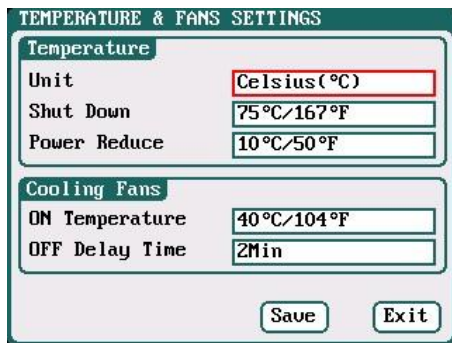 TEMPERATURE & FANS SETTINGS
Temperature
Unit Celsius(°C)
Shut Down 75°C/167°F
Power Reduce 10°C/50°F
Cooling Fans
ON Temperature 40°C/104°F
OFF Delay Time 2Min
Save Exit